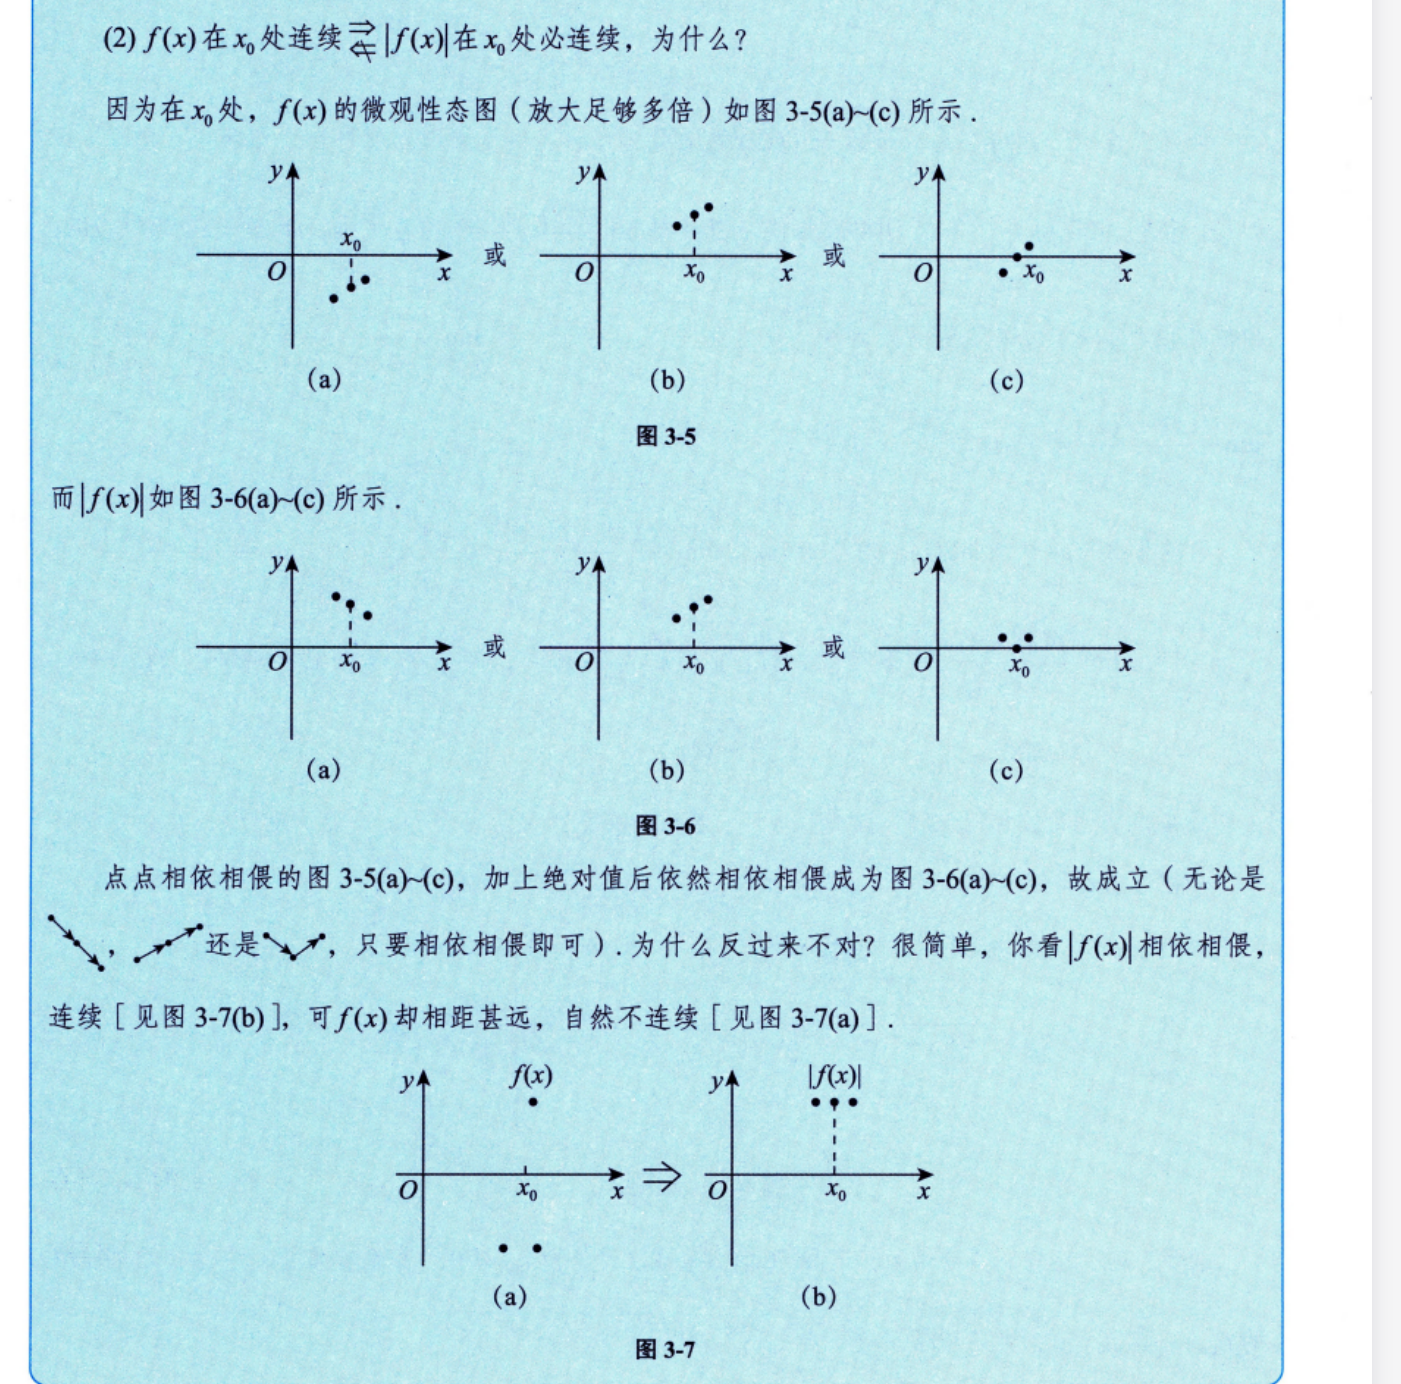 (2) f(x)在x₀处连续⇄|f(x)|在x₀处必连续，为什么？
因为在x₀处，f(x)的微观性态图（放大足够多倍）如图 3-5(a)~(c) 所示．
y y y
x₀
或 或
O x O x₀ x O x₀ x
(a) (b) (c)
图 3-5
而|f(x)|如图 3-6(a)~(c) 所示．
y y y
或 或
O x₀ x O x₀ x O x₀ x
(a) (b) (c)
图 3-6
点点相依相偎的图 3-5(a)~(c)，加上绝对值后依然相依相偎成为图 3-6(a)~(c)，故成立（无论是
， 还是 ，只要相依相偎即可）．为什么反过来不对？很简单，你看|f(x)|相依相偎，
连续［见图 3-7(b)］，可f(x)却相距甚远，自然不连续［见图 3-7(a)］．
y f(x) y |f(x)|
⇒
O x₀ x O x₀ x
(a) (b)
图 3-7